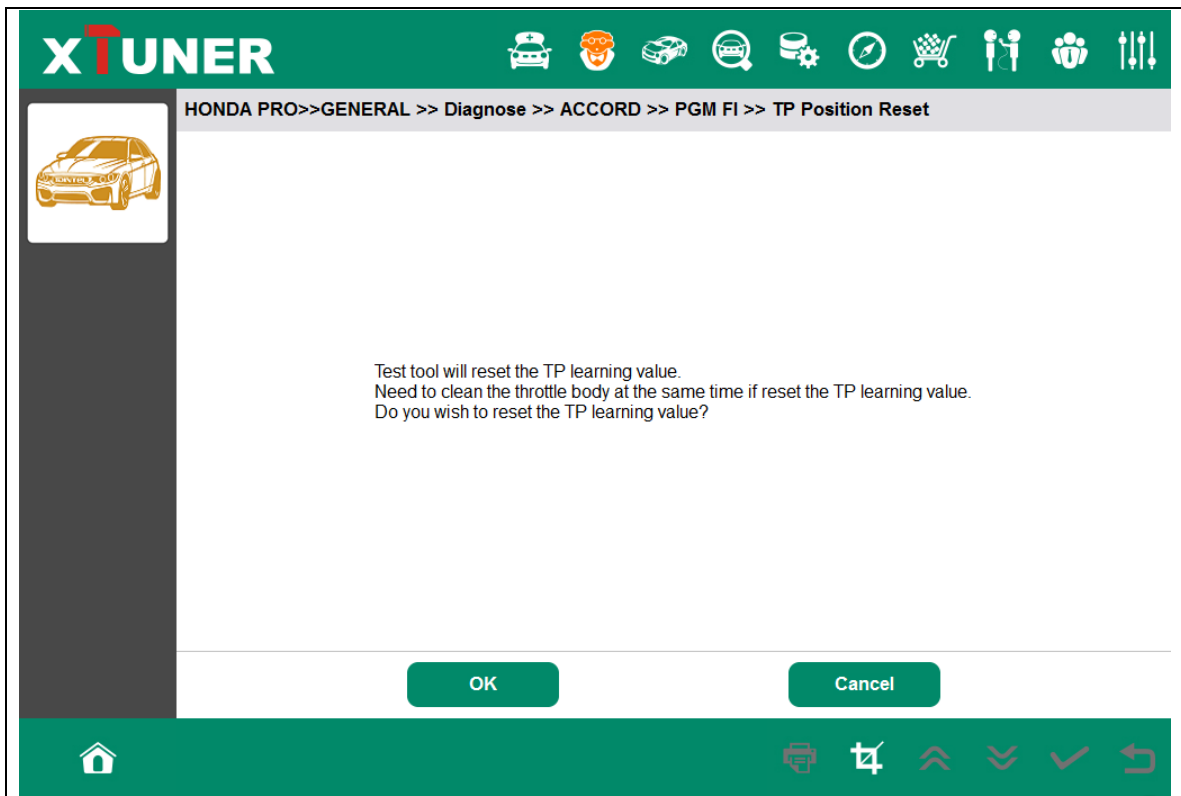 XTUNER
HONDA PRO>>GENERAL >> Diagnose >> ACCORD >> PGM FI >> TP Position Reset
Test tool will reset the TP learning value.
Need to clean the throttle body at the same time if reset the TP learning value.
Do you wish to reset the TP learning value?
OK
Cancel